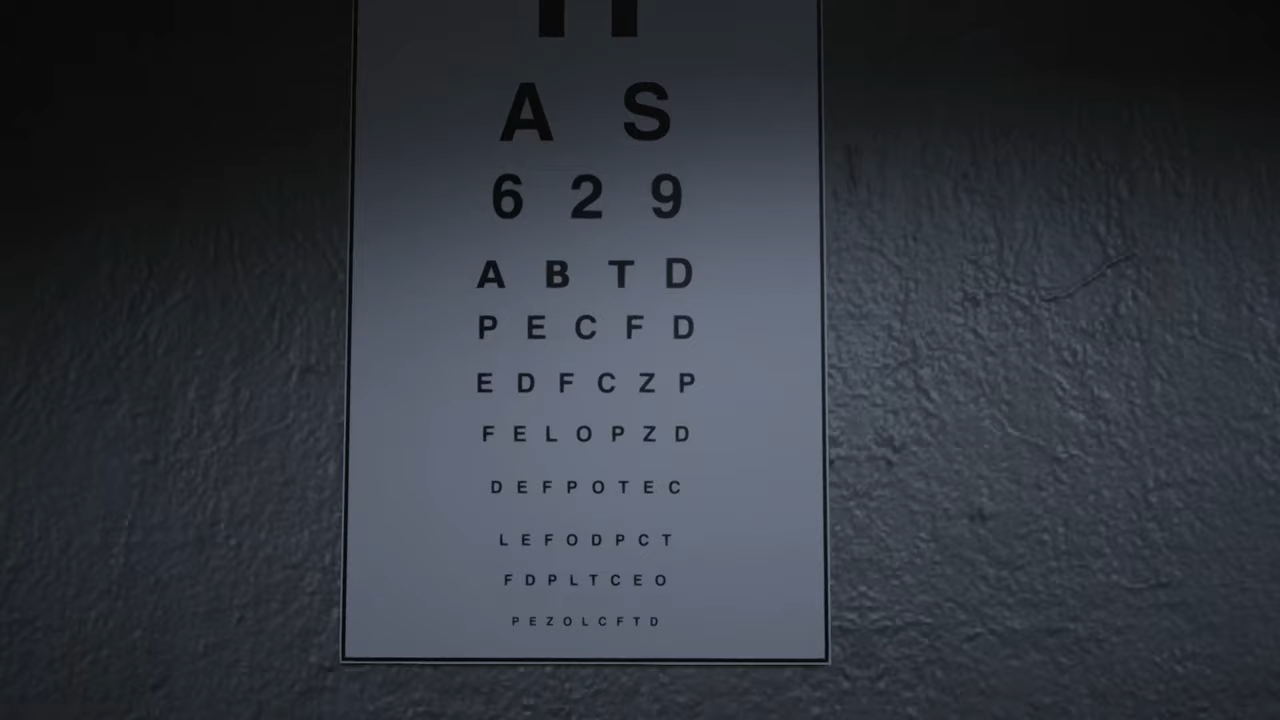 A S
6 2 9
A B T D
P E C F D
E D F C Z P
F E L O P Z D
D E F P O T E C
L E F O D P C T
F D P L T C E O
P E Z O L C F T D